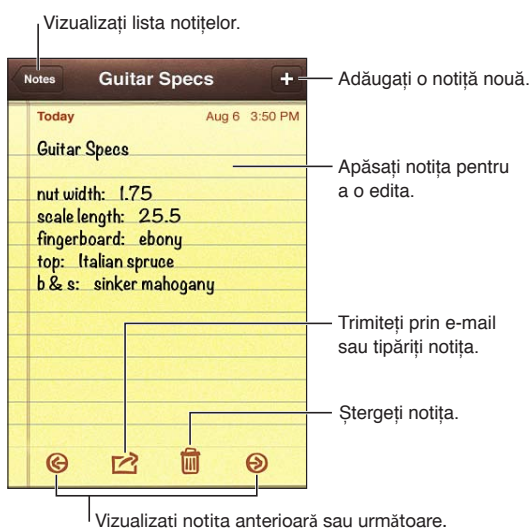 Vizualizați lista notițelor.
Notes
Guitar Specs
+
Adăugați o notiță nouă.
Today Aug 6 3:50 PM
Guitar Specs
Apăsați notița pentru
a o edita.
nut width: 1.75
scale length: 25.5
fingerboard: ebony
top: Italian spruce
b & s: sinker mahogany
Trimiteți prin e-mail
sau tipăriți notița.
Ștergeți notița.
Vizualizați notița anterioară sau următoare.